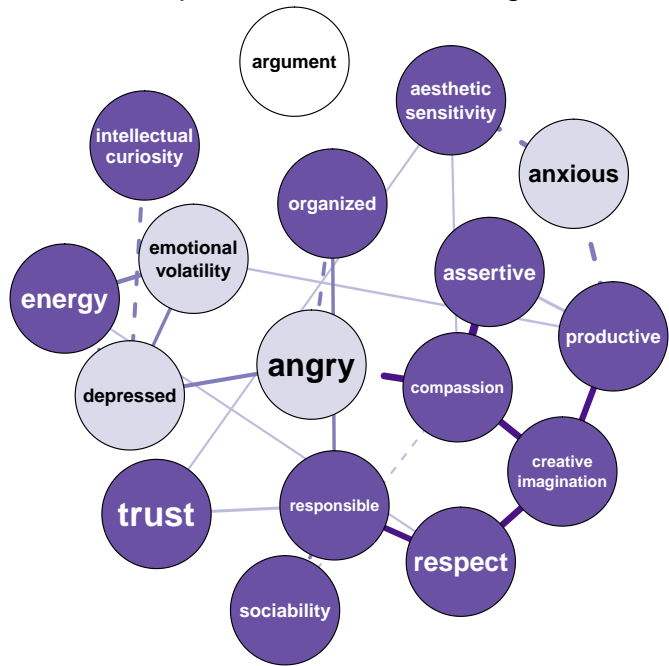 argument
aesthetic
sensitivity
intellectual
curiosity
anxious
organized
emotional
volatility
assertive
energy
productive
angry
depressed
compassion
creative
imagination
trust
responsible
respect
sociability